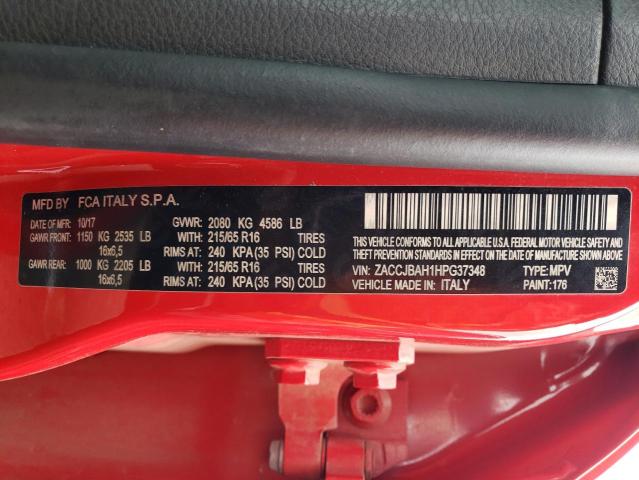 MFD BY FCA ITALY S.P.A.
DATE OF MFR: 10/17 GVWR: 2080 KG 4586 LB
GAWR FRONT: 1150 KG 2535 LB WITH: 215/65 R16 TIRES
16x6,5 RIMS AT: 240 KPA (35 PSI) COLD
GAWR REAR: 1000 KG 2205 LB WITH: 215/65 R16 TIRES
16x6,5 RIMS AT: 240 KPA (35 PSI) COLD
THIS VEHICLE CONFORMS TO ALL APPLICABLE U.S.A.
FEDERAL MOTOR VEHICLE SAFETY, BUMPER, AND
THEFT PREVENTION STANDARDS IN EFFECT ON THE DATE OF MANUFACTURE SHOWN ABOVE
VIN: ZACCJBAH1HPG37348 TYPE: MPV
VEHICLE MADE IN: ITALY PAINT: 176